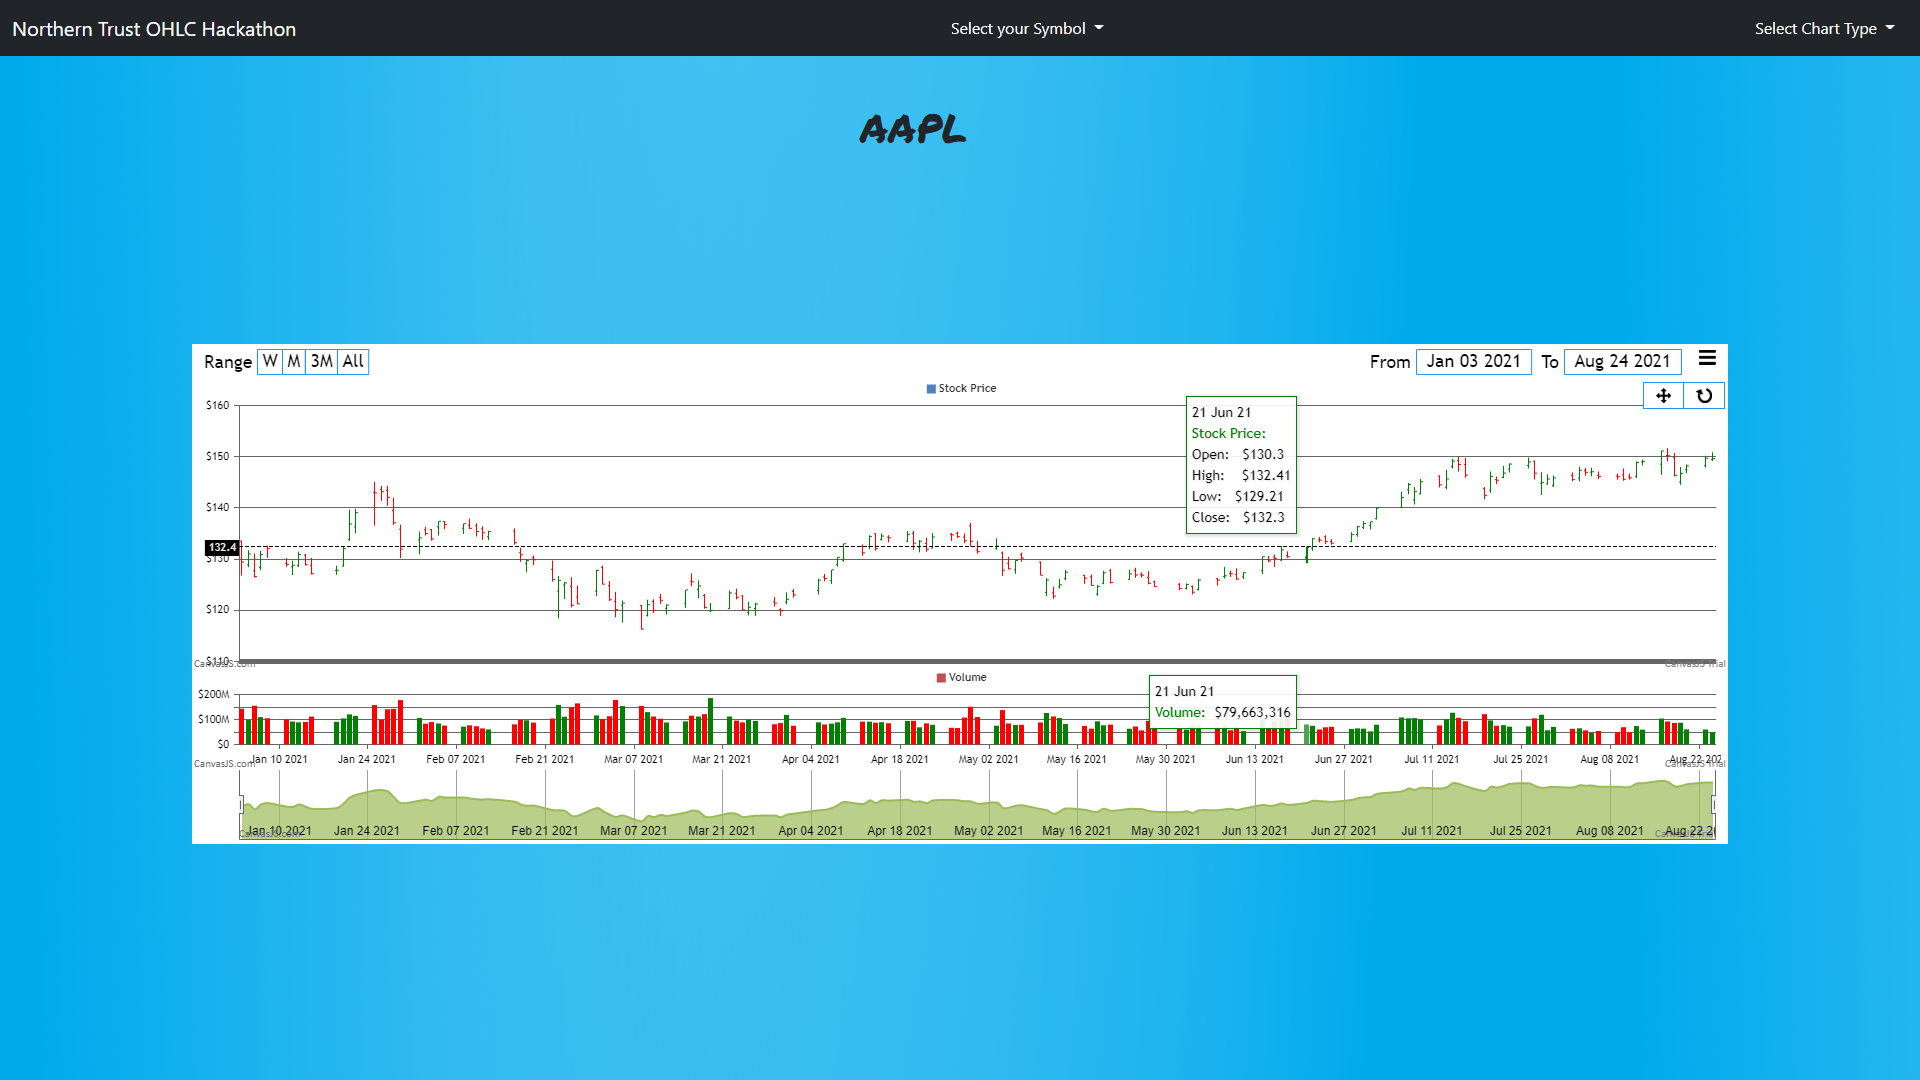 Northern Trust OHLC Hackathon
Select your Symbol
Select Chart Type
AAPL
Range W M 3M All
From Jan 03 2021 To Aug 24 2021
Stock Price
$160
$150
$140
132.4
$130
$120
$110
21 Jun 21
Stock Price:
Open: $130.3
High: $132.41
Low: $129.21
Close: $132.3
CanvasJS.com
CanvasJS Trial
Volume
$200M
$100M
$0
21 Jun 21
Volume: $79,663,316
Jan 10 2021 Jan 24 2021 Feb 07 2021 Feb 21 2021 Mar 07 2021 Mar 21 2021 Apr 04 2021 Apr 18 2021 May 02 2021 May 16 2021 May 30 2021 Jun 13 2021 Jun 27 2021 Jul 11 2021 Jul 25 2021 Aug 08 2021 Aug 22 202
CanvasJS.com
CanvasJS Trial
Jan 10 2021 Jan 24 2021 Feb 07 2021 Feb 21 2021 Mar 07 2021 Mar 21 2021 Apr 04 2021 Apr 18 2021 May 02 2021 May 16 2021 May 30 2021 Jun 13 2021 Jun 27 2021 Jul 11 2021 Jul 25 2021 Aug 08 2021 Aug 22 20
CanvasJS.com
CanvasJS Trial